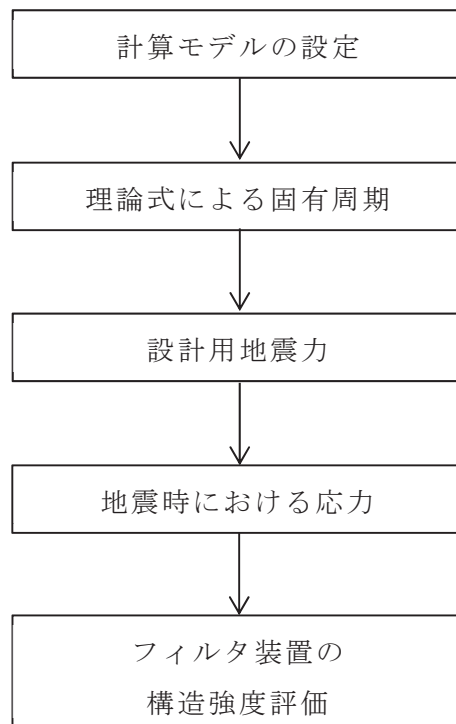 計算モデルの設定
理論式による固有周期
設計用地震力
地震時における応力
フィルタ装置の
構造強度評価